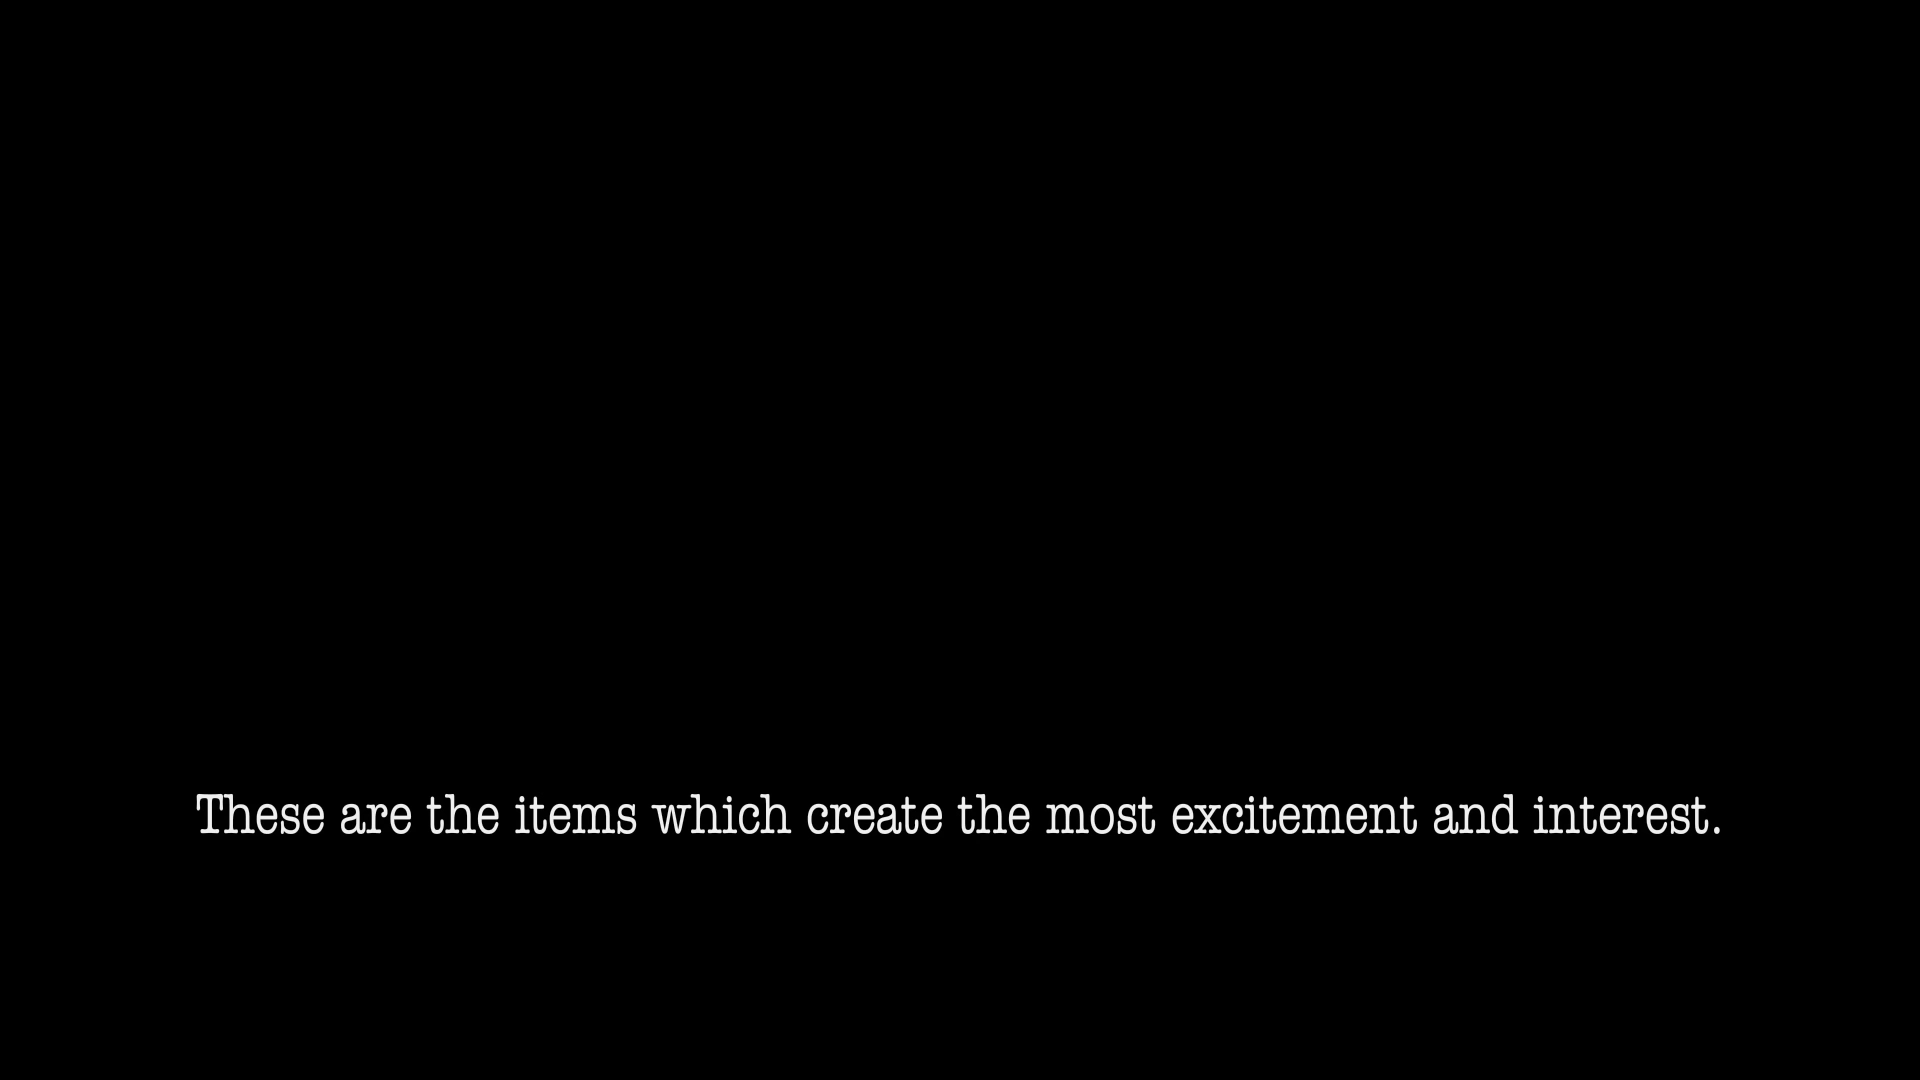 These are the items which create the most excitement and interest.